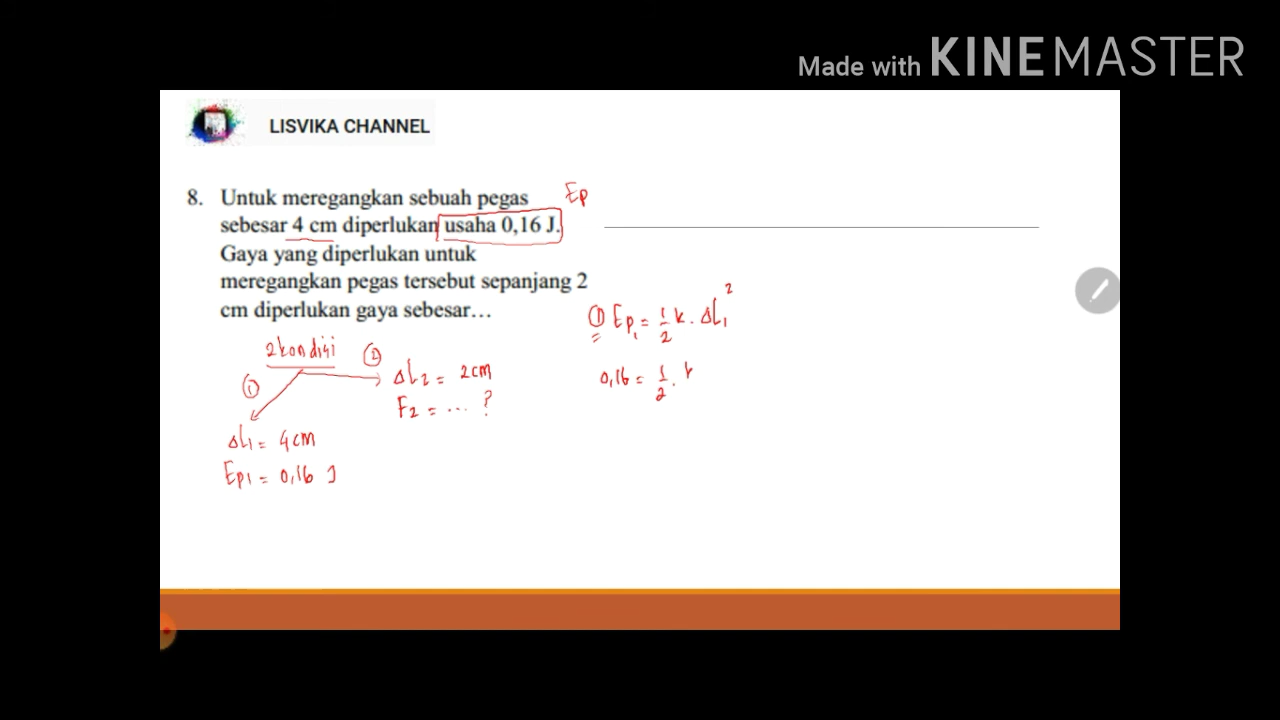 Made with KINEMASTER
LISVIKA CHANNEL
8. Untuk meregangkan sebuah pegas
Ep
sebesar 4 cm diperlukan usaha 0,16 J.
Gaya yang diperlukan untuk
meregangkan pegas tersebut sepanjang 2
cm diperlukan gaya sebesar...
① Ep₁ = 1/2 k. ΔL₁²
0,16 = 1/2 . k
2 kondisi
②
ΔL₂ = 2cm
F₂ = ... ?
①
ΔL₁ = 4cm
Ep₁ = 0,16 J